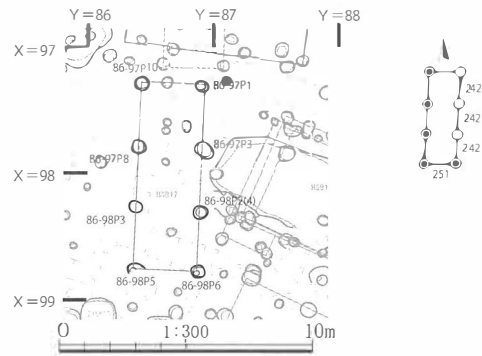 Y=86 Y=87 Y=88
X=97
86-97P10
86-97P1
242
86-97P3
242
86-97P8
242
X=98
251
86-98P2(4)
86-98P3
86-98P5
86-98P6
X=99
0 1:300 10m